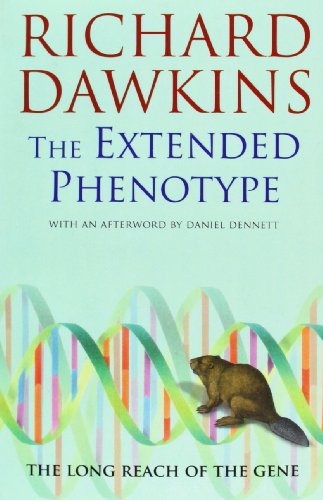 RICHARD
DAWKINS
THE EXTENDED
PHENOTYPE
WITH AN AFTERWORD BY DANIEL DENNETT
THE LONG REACH OF THE GENE